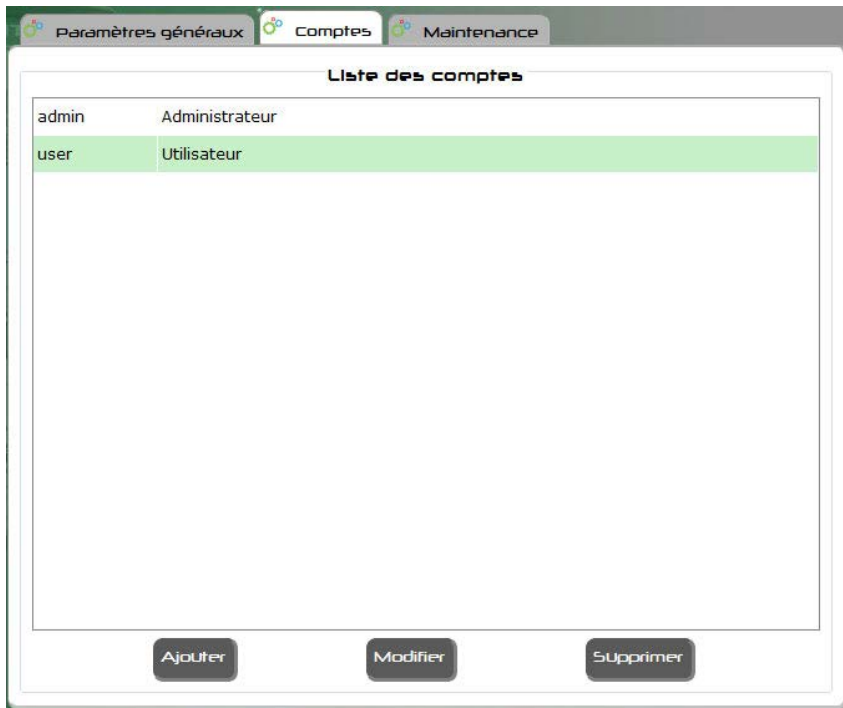 Paramètres généraux Comptes Maintenance
Liste des comptes
admin Administrateur
user Utilisateur
Ajouter Modifier Supprimer